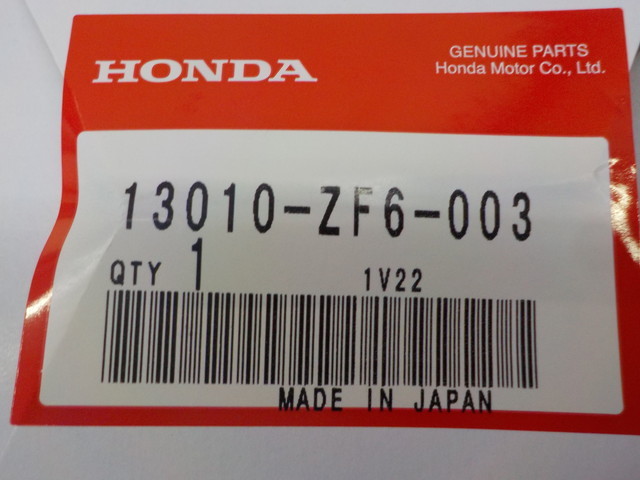 HONDA
GENUINE PARTS
Honda Motor Co., Ltd.
13010-ZF6-003
QTY 1 1V22
MADE IN JAPAN